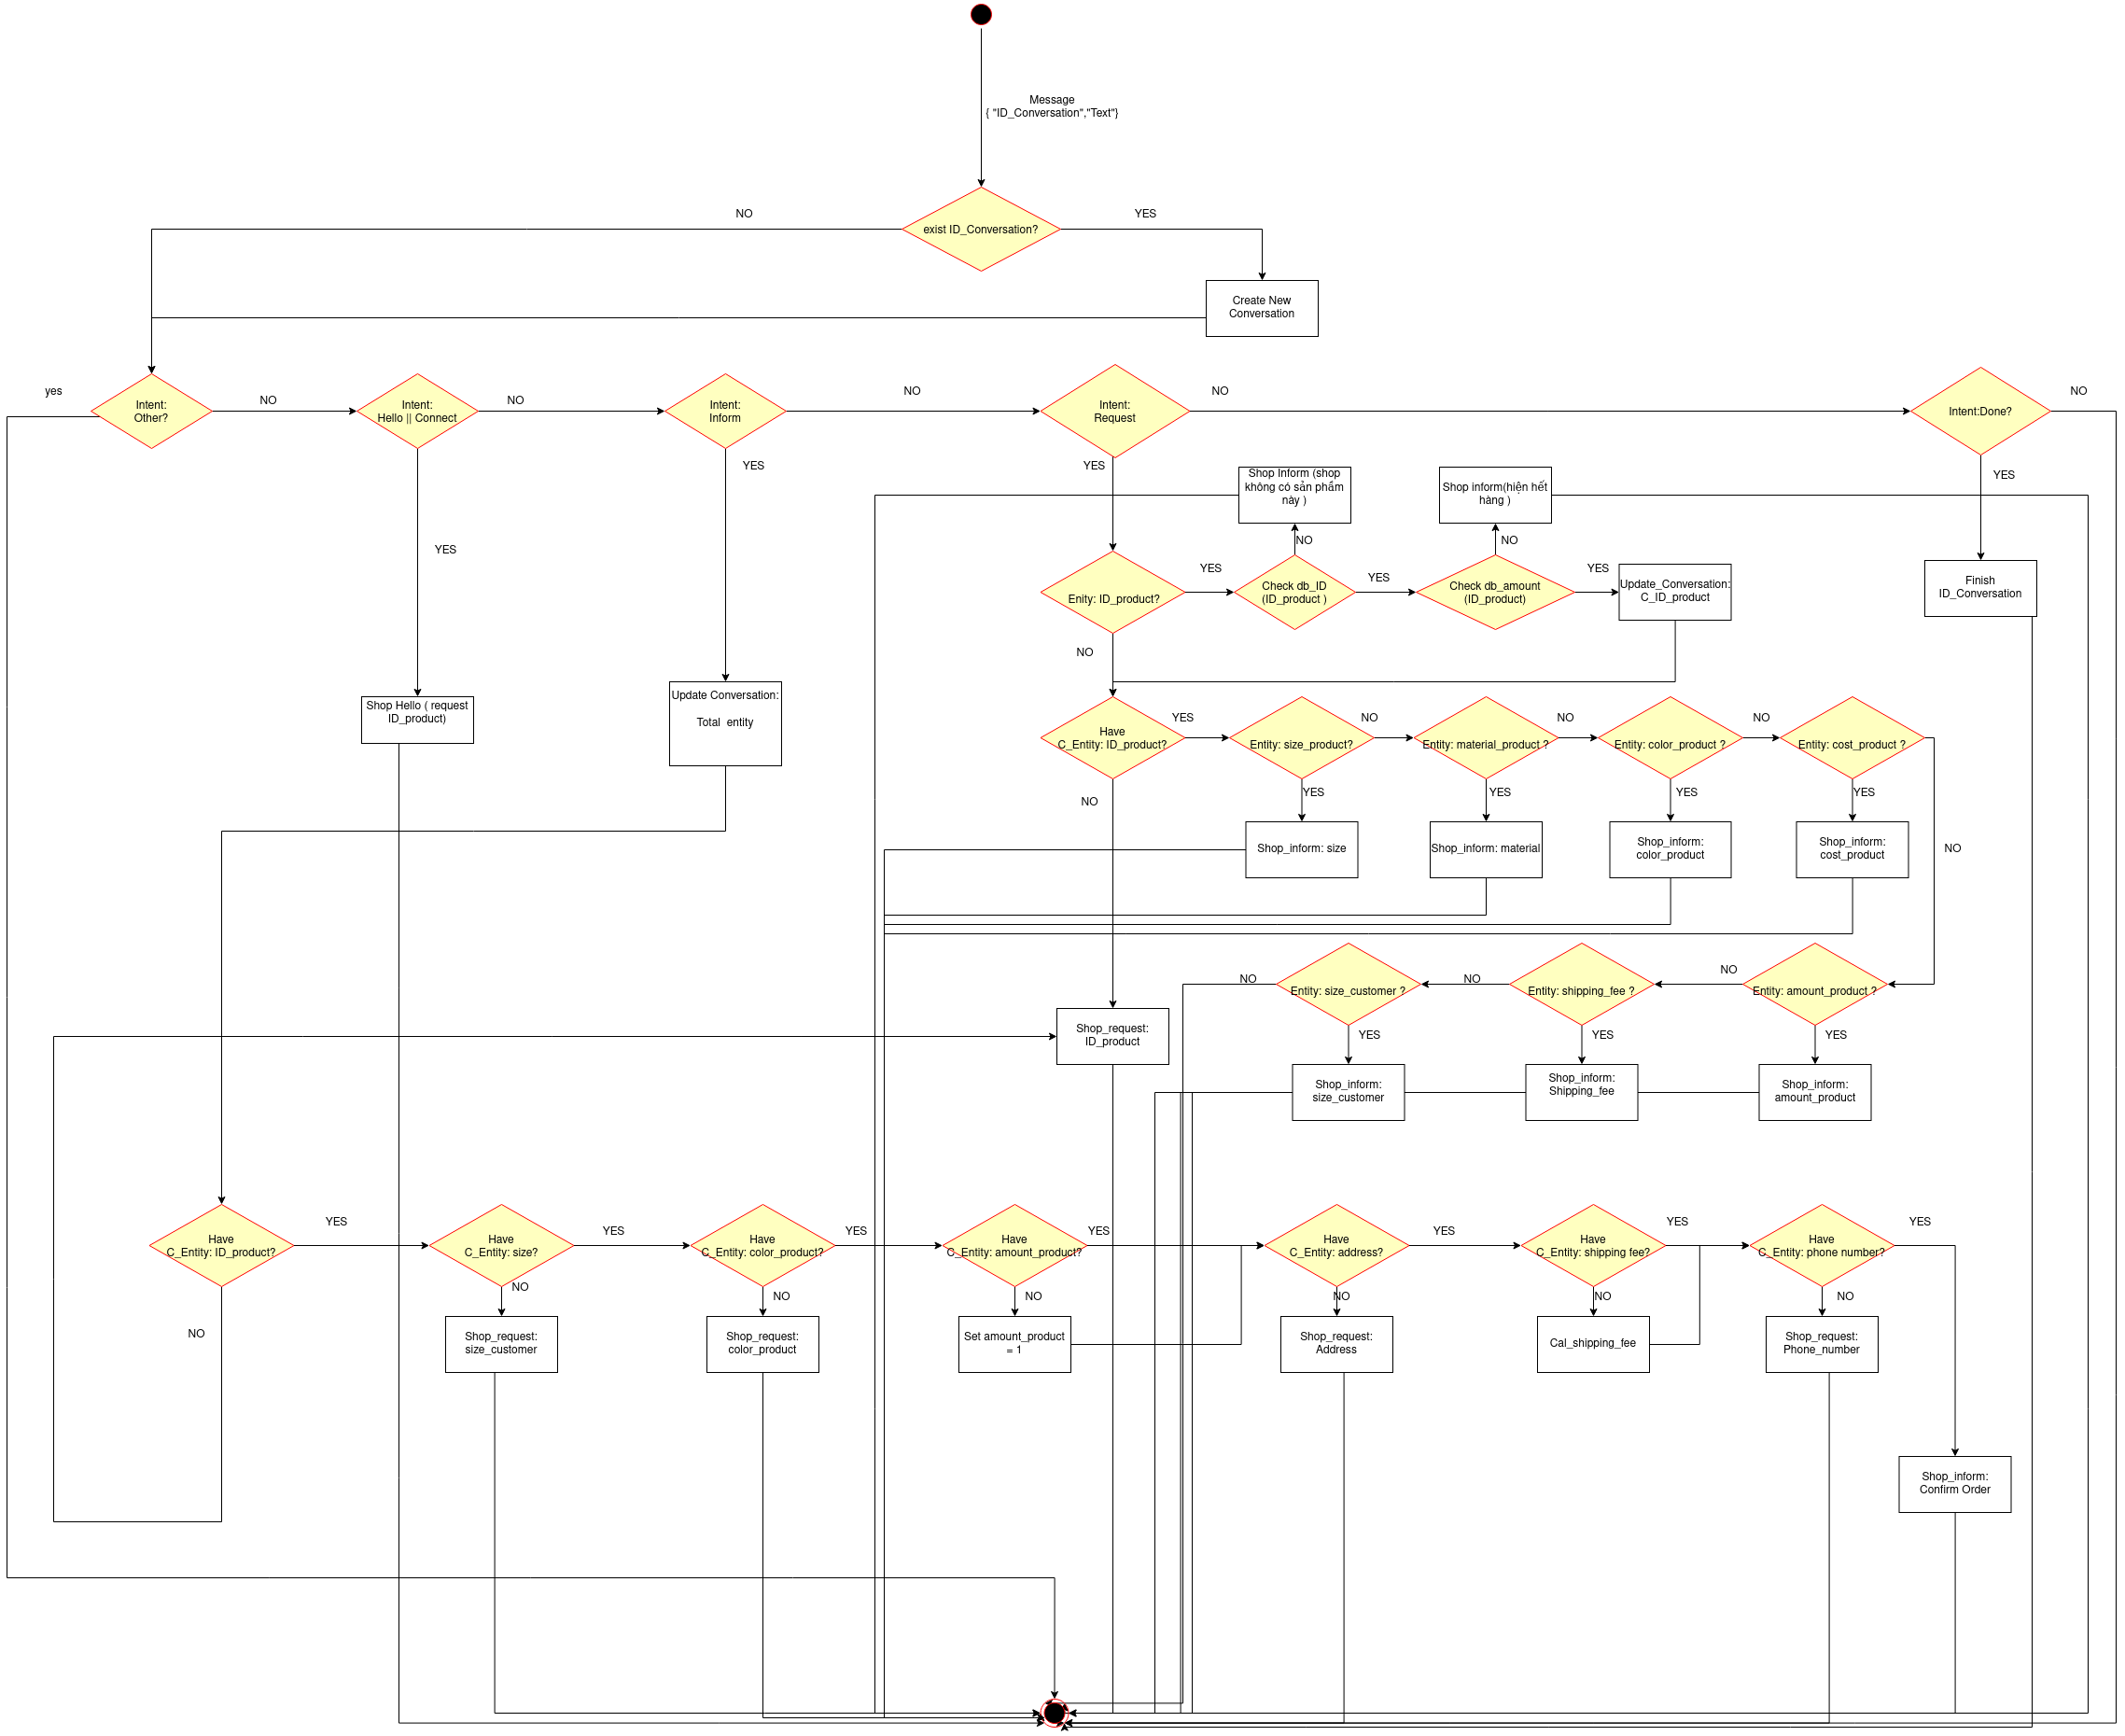 Message
{ "ID_Conversation","Text"}
NO
YES
exist ID_Conversation?
Create New
Conversation
yes
Intent:
Other?
NO
Intent:
Hello || Connect
NO
Intent:
Inform
NO
Intent:
Request
NO
Intent:Done?
NO
YES
YES
YES
YES
Shop Inform (shop
không có sản phẩm
này )
Shop inform(hiện hết
hàng )
NO
NO
Enity: ID_product?
YES
Check db_ID
(ID_product )
YES
Check db_amount
(ID_product)
YES
Update_Conversation:
C_ID_product
Finish
ID_Conversation
NO
Shop Hello ( request
ID_product)
Update Conversation:
Total entity
Have
C_Entity: ID_product?
YES
Entity: size_product?
NO
Entity: material_product ?
NO
Entity: color_product ?
NO
Entity: cost_product ?
NO
YES
YES
YES
YES
Shop_inform: size
Shop_inform: material
Shop_inform:
color_product
Shop_inform:
cost_product
NO
NO
Entity: size_customer ?
NO
Entity: shipping_fee ?
NO
Entity: amount_product ?
Shop_request:
ID_product
YES
YES
YES
Shop_inform:
size_customer
Shop_inform:
Shipping_fee
Shop_inform:
amount_product
Have
C_Entity: ID_product?
YES
Have
C_Entity: size?
YES
Have
C_Entity: color_product?
YES
Have
C_Entity: amount_product?
YES
Have
C_Entity: address?
YES
Have
C_Entity: shipping fee?
YES
Have
C_Entity: phone number?
YES
NO
NO
NO
NO
NO
NO
NO
Shop_request:
size_customer
Shop_request:
color_product
Set amount_product
= 1
Shop_request:
Address
Cal_shipping_fee
Shop_request:
Phone_number
Shop_inform:
Confirm Order